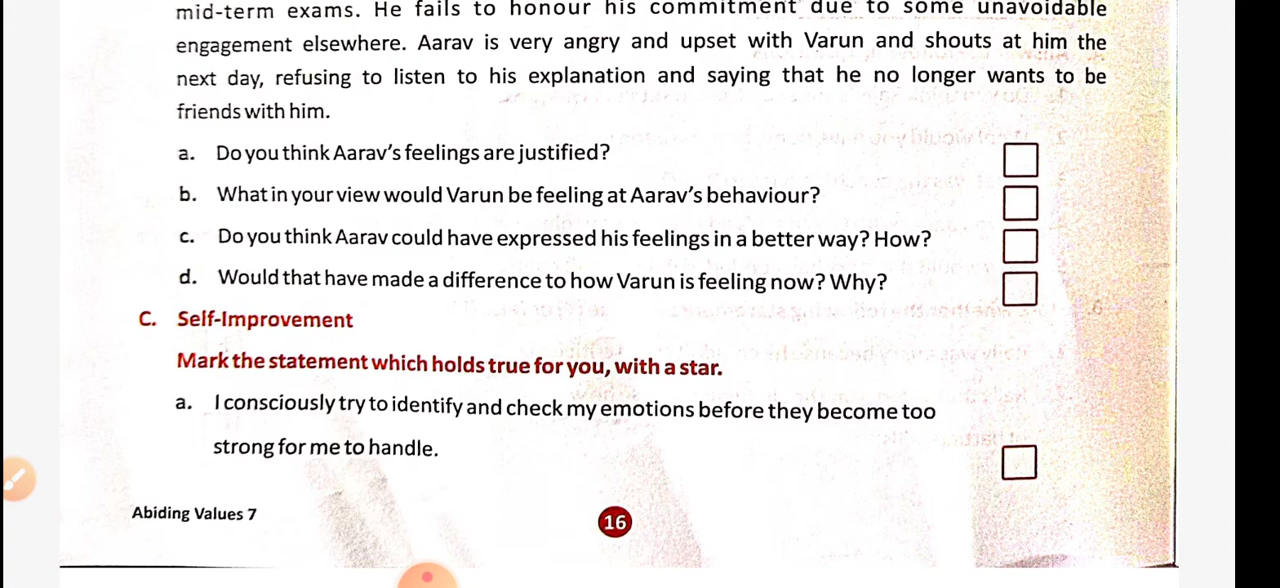 mid-term exams. He fails to honour his commitment due to some unavoidable
engagement elsewhere. Aarav is very angry and upset with Varun and shouts at him the
next day, refusing to listen to his explanation and saying that he no longer wants to be
friends with him.
a. Do you think Aarav's feelings are justified?
b. What in your view would Varun be feeling at Aarav's behaviour?
c. Do you think Aarav could have expressed his feelings in a better way? How?
d. Would that have made a difference to how Varun is feeling now? Why?
C. Self-Improvement
Mark the statement which holds true for you, with a star.
a. I consciously try to identify and check my emotions before they become too
strong for me to handle.
Abiding Values 7
16